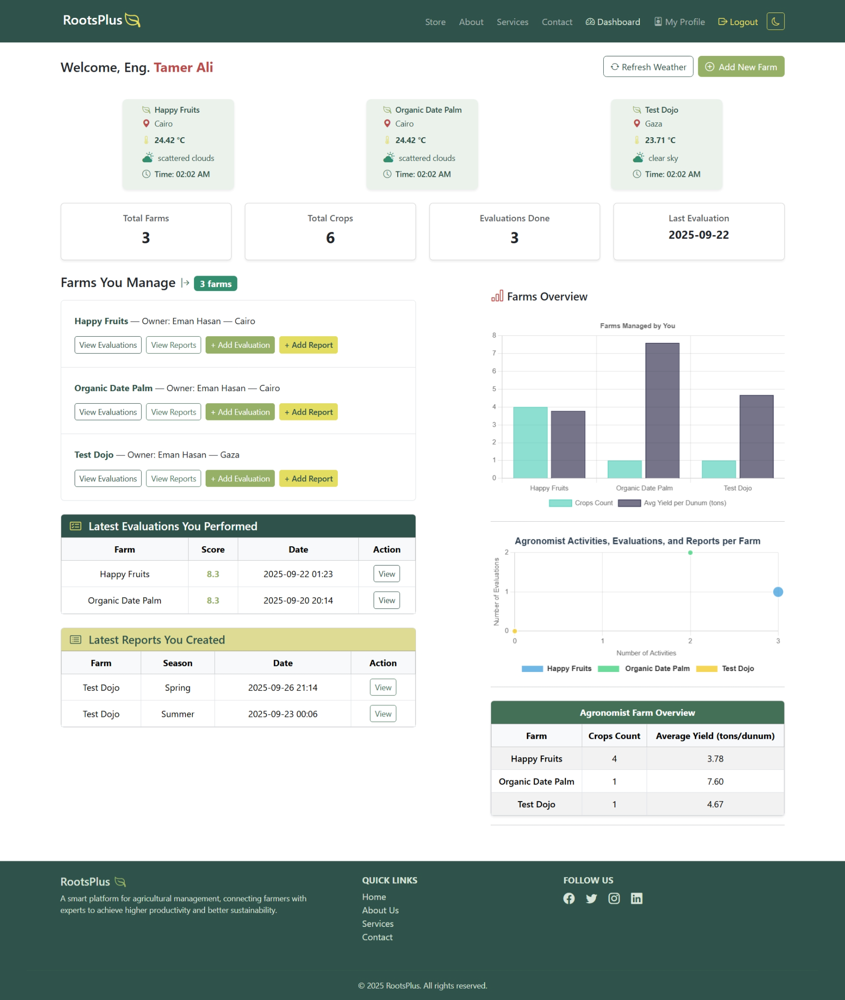 RootsPlus
Store About Services Contact Dashboard My Profile Logout
Welcome, Eng. Tamer Ali
Refresh Weather
Add New Farm
Happy Fruits
Cairo
24.42 °C
scattered clouds
Time: 02:02 AM
Organic Date Palm
Cairo
24.42 °C
scattered clouds
Time: 02:02 AM
Test Dojo
Gaza
23.71 °C
clear sky
Time: 02:02 AM
Total Farms
3
Total Crops
6
Evaluations Done
3
Last Evaluation
2025-09-22
Farms You Manage 3 farms
Happy Fruits — Owner: Eman Hasan — Cairo
View Evaluations View Reports + Add Evaluation + Add Report
Organic Date Palm — Owner: Eman Hasan — Cairo
View Evaluations View Reports + Add Evaluation + Add Report
Test Dojo — Owner: Eman Hasan — Gaza
View Evaluations View Reports + Add Evaluation + Add Report
Latest Evaluations You Performed
Farm Score Date Action
Happy Fruits 8.3 2025-09-22 01:23 View
Organic Date Palm 8.3 2025-09-20 20:14 View
Latest Reports You Created
Farm Season Date Action
Test Dojo Spring 2025-09-26 21:14 View
Test Dojo Summer 2025-09-23 00:06 View
Farms Overview
Farms Managed by You
8
7
6
5
4
3
2
1
0
Happy Fruits Organic Date Palm Test Dojo
Crops Count Avg Yield per Dunum (tons)
Agronomist Activities, Evaluations, and Reports per Farm
Number of Evaluations
2
1
0
0 1 2 3
Number of Activities
Happy Fruits Organic Date Palm Test Dojo
Agronomist Farm Overview
Farm Crops Count Average Yield (tons/dunum)
Happy Fruits 4 3.78
Organic Date Palm 1 7.60
Test Dojo 1 4.67
RootsPlus
A smart platform for agricultural management, connecting farmers with
experts to achieve higher productivity and better sustainability.
QUICK LINKS
Home
About Us
Services
Contact
FOLLOW US
© 2025 RootsPlus. All rights reserved.